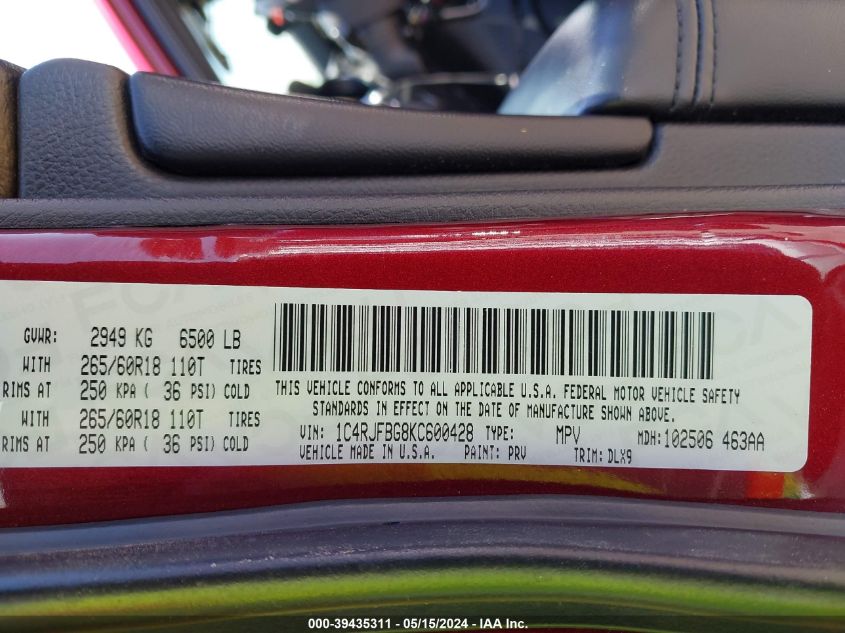 GVWR: 2949 KG 6500 LB
WITH 265/60R18 110T TIRES
RIMS AT 250 KPA ( 36 PSI) COLD
WITH 265/60R18 110T TIRES
RIMS AT 250 KPA ( 36 PSI) COLD
THIS VEHICLE CONFORMS TO ALL APPLICABLE U.S.A. FEDERAL MOTOR VEHICLE SAFETY
STANDARDS IN EFFECT ON THE DATE OF MANUFACTURE SHOWN ABOVE.
VIN: 1C4RJFBG8KC600428 TYPE: MPV MDH:102506 463AA
VEHICLE MADE IN U.S.A. PAINT: PRV TRIM: DLX9
000-39435311 - 05/15/2024 - IAA Inc.